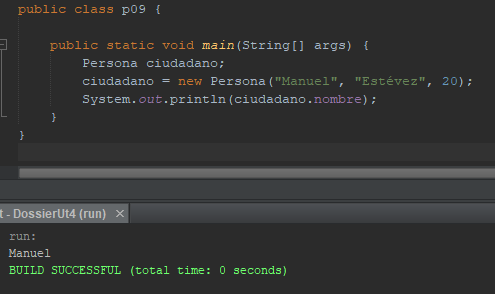 public class p09 {
public static void main(String[] args) {
Persona ciudadano;
ciudadano = new Persona("Manuel", "Estévez", 20);
System.out.println(ciudadano.nombre);
}
}
t - DossierUt4 (run) ×
run:
Manuel
BUILD SUCCESSFUL (total time: 0 seconds)